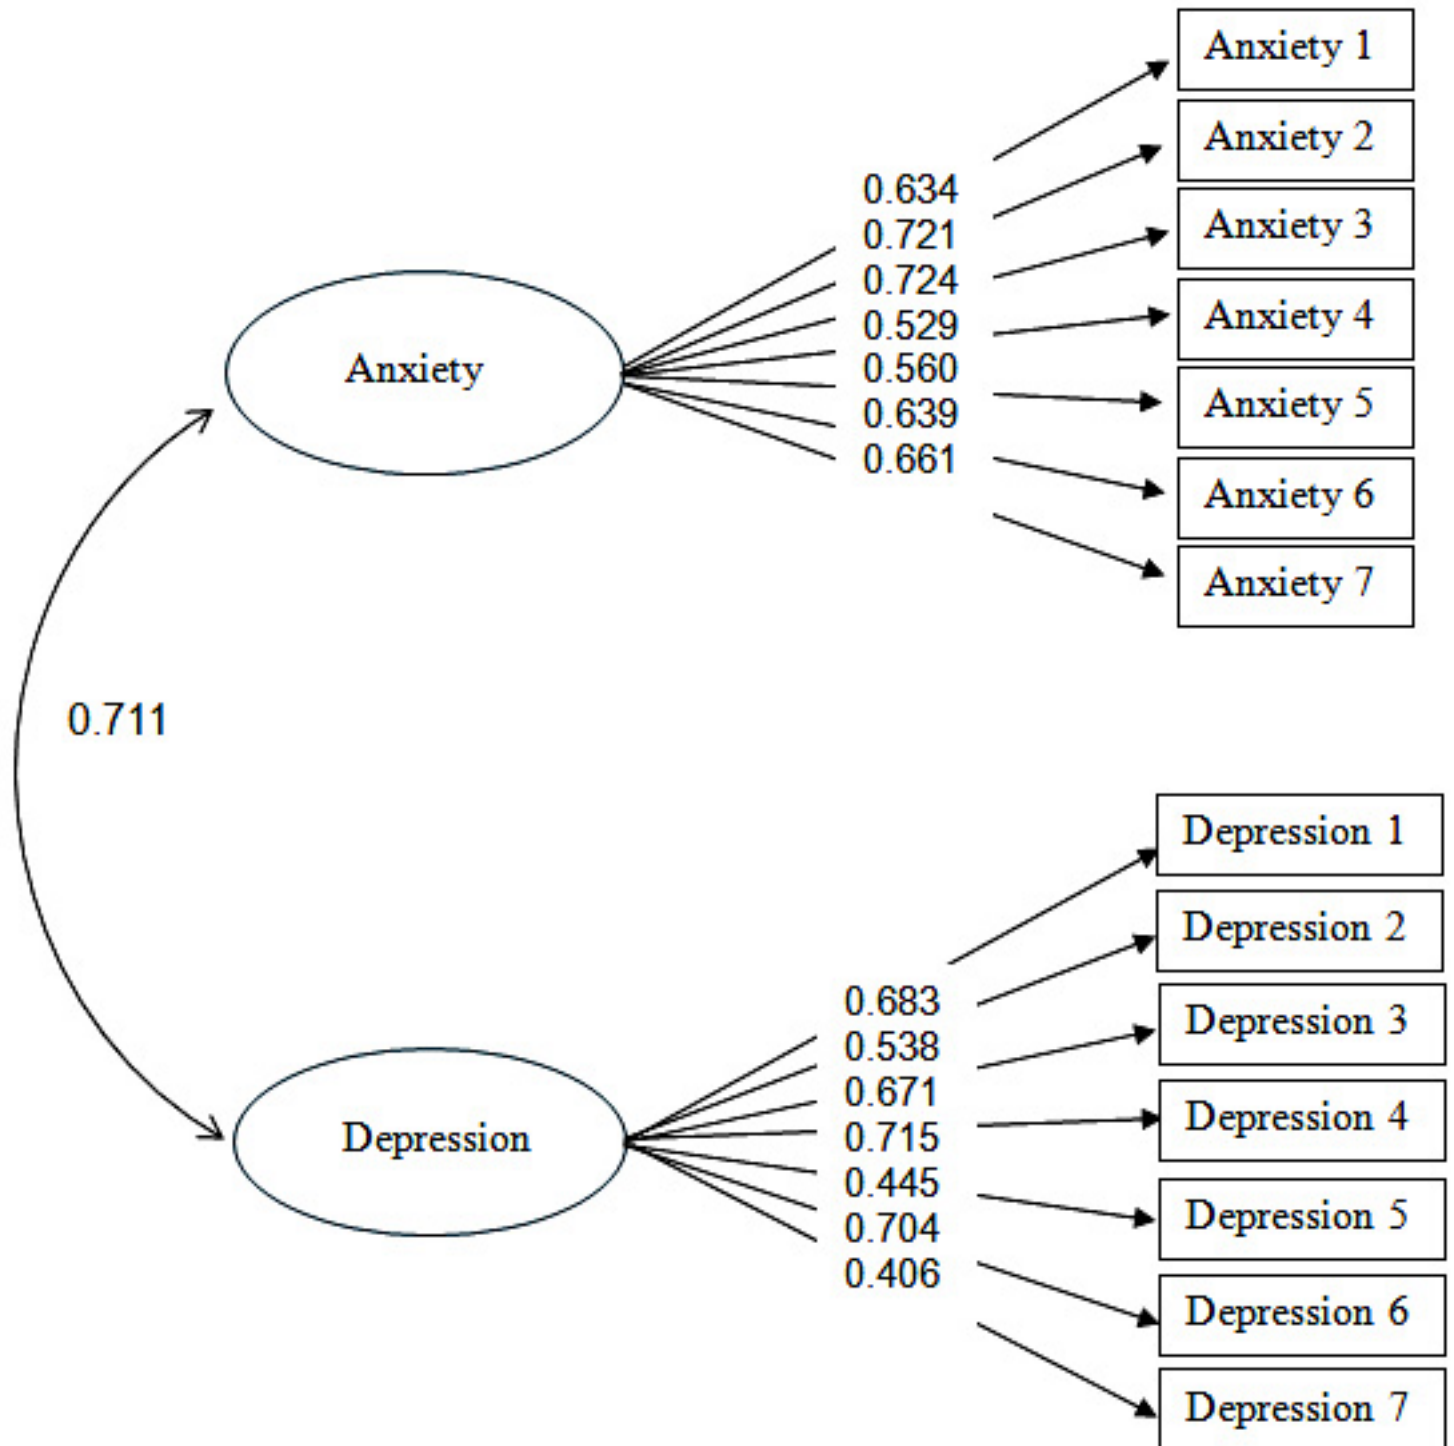 Anxiety 1
Anxiety 2
Anxiety 3
Anxiety 4
Anxiety 5
Anxiety 6
Anxiety 7
0.634
0.721
0.724
0.529
0.560
0.639
0.661
Anxiety
0.711
Depression 1
Depression 2
Depression 3
Depression 4
Depression 5
Depression 6
Depression 7
0.683
0.538
0.671
0.715
0.445
0.704
0.406
Depression